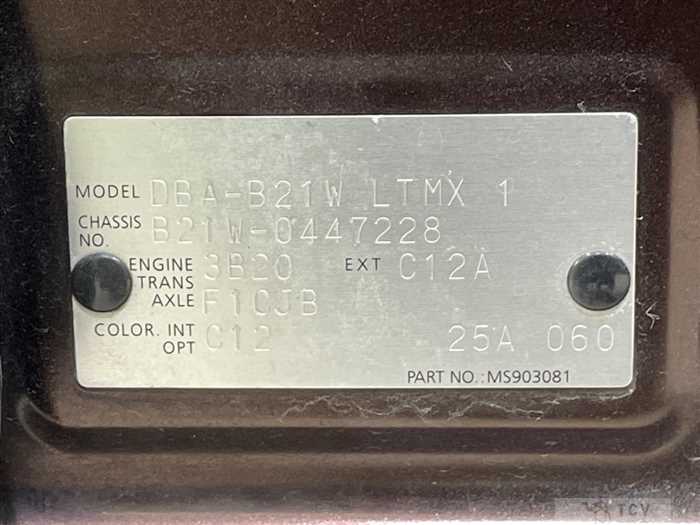 MODEL DBA-B21W LTMX 1
CHASSIS NO. B21W-0447228
ENGINE 3B20 EXT C12A
TRANS AXLE F1CJB
COLOR. INT OPT C12 25A 060
PART NO.:MS903081
TCV